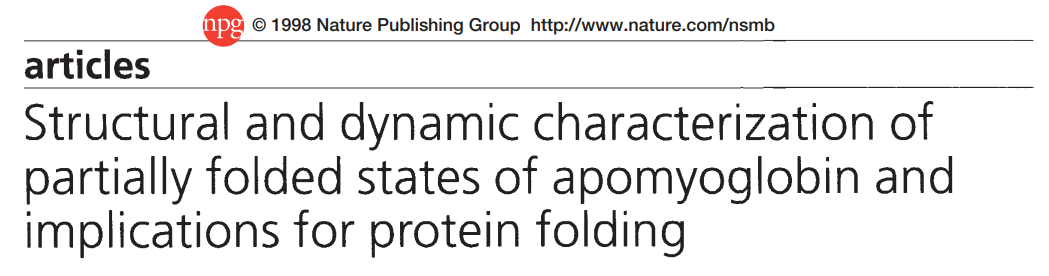 npg © 1998 Nature Publishing Group http://www.nature.com/nsmb
articles
Structural and dynamic characterization of
partially folded states of apomyoglobin and
implications for protein folding